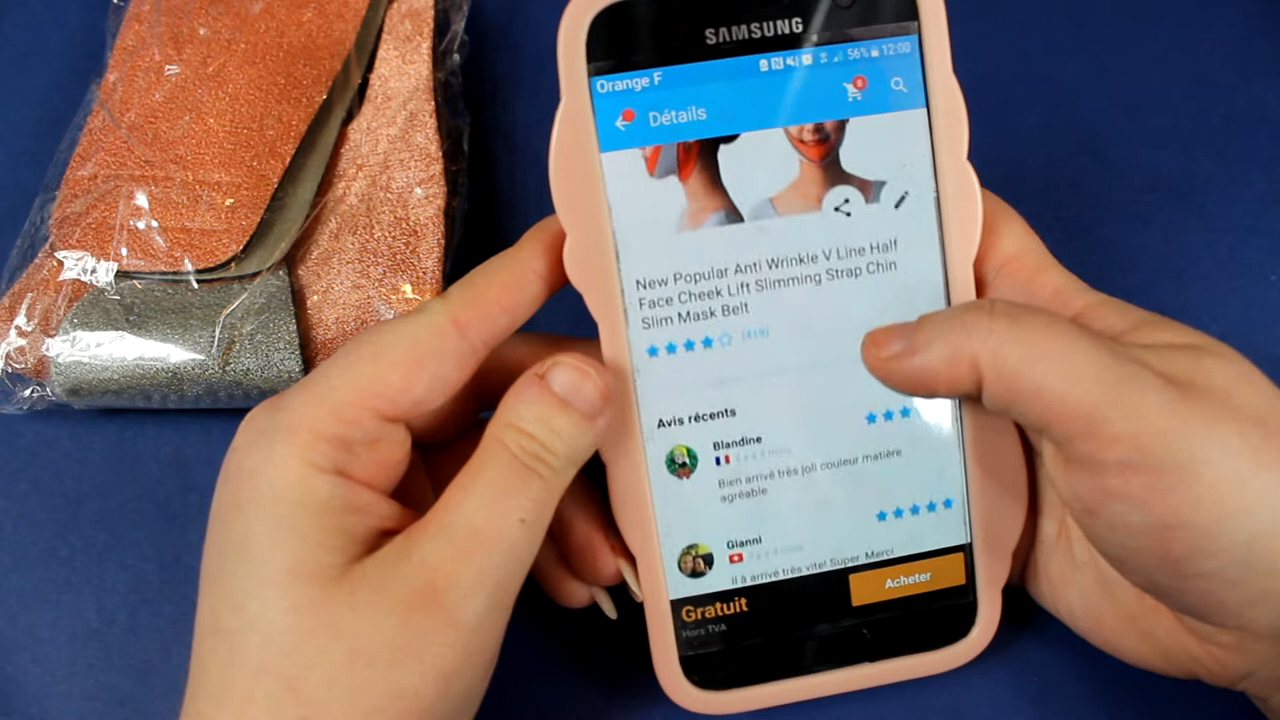 SAMSUNG
Orange F
56% 12:00
Détails
New Popular Anti Wrinkle V Line Half
Face Cheek Lift Slimming Strap Chin
Slim Mask Belt
(419)
Avis récents
Blandine
Bien arrivé très joli couleur matière
agréable
Gianni
il à arrivé très vite! Super. Merci
Gratuit
Acheter
Hors TVA